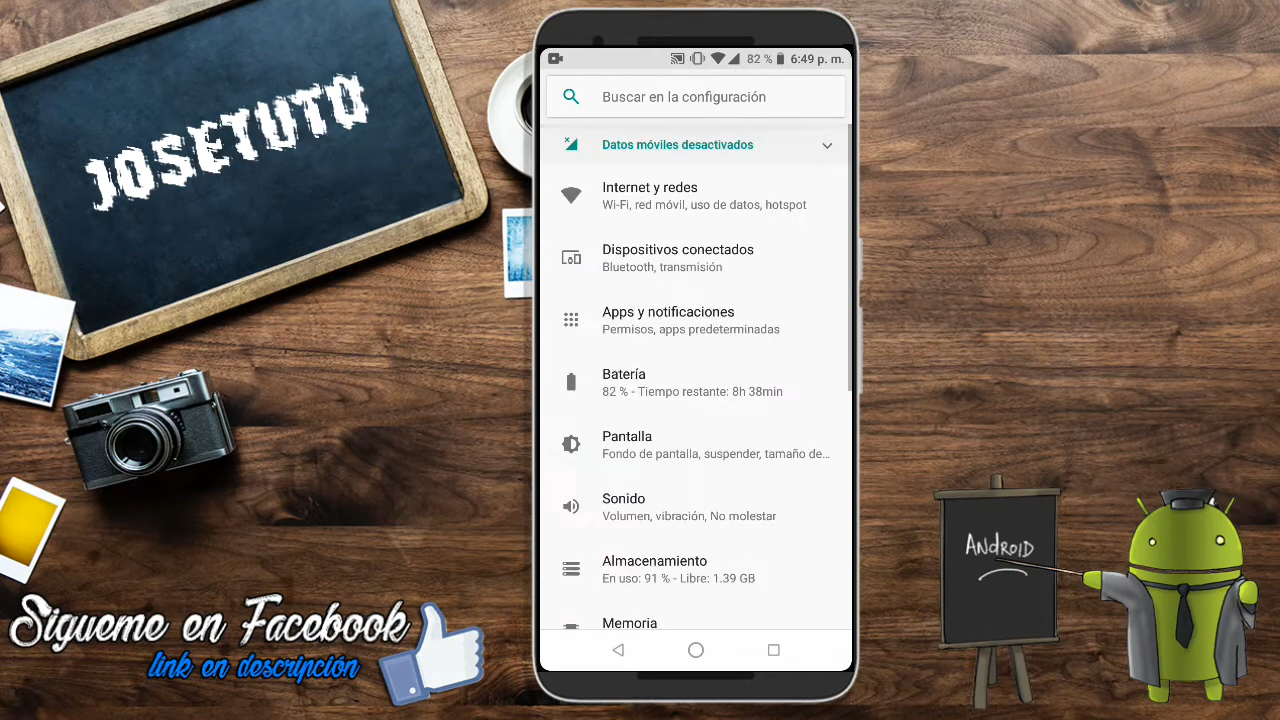 JOSETUTO
82 % 6:49 p. m.
Buscar en la configuración
Datos móviles desactivados
Internet y redes
Wi-Fi, red móvil, uso de datos, hotspot
Dispositivos conectados
Bluetooth, transmisión
Apps y notificaciones
Permisos, apps predeterminadas
Batería
82 % - Tiempo restante: 8h 38min
Pantalla
Fondo de pantalla, suspender, tamaño de...
Sonido
Volumen, vibración, No molestar
Almacenamiento
En uso: 91 % - Libre: 1.39 GB
Memoria
ANDROID
Sigueme en Facebook
link en descripción